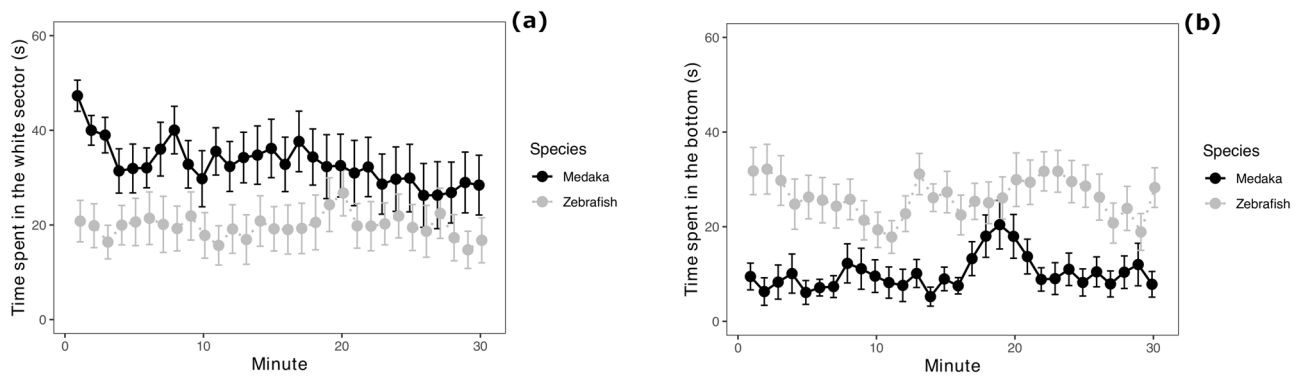 (a)
Time spent in the white sector (s)
60
40
20
0
0 10 20 30
Minute
Species
Medaka
Zebrafish
(b)
Time spent in the bottom (s)
60
40
20
0
0 10 20 30
Minute
Species
Medaka
Zebrafish